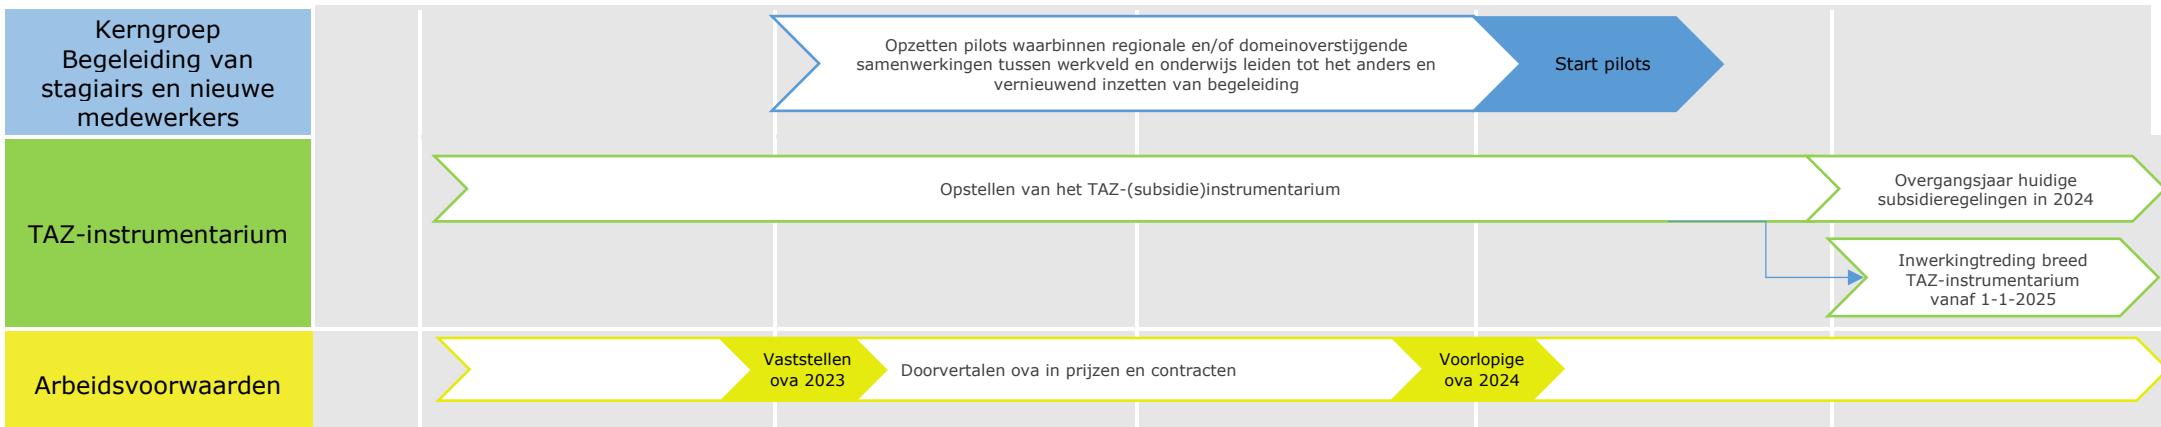 Kerngroep
Begeleiding van
stagiairs en nieuwe
medewerkers
Opzetten pilots waarbinnen regionale en/of domeinoverstijgende
samenwerkingen tussen werkveld en onderwijs leiden tot het anders en
vernieuwend inzetten van begeleiding
Start pilots
TAZ-instrumentarium
Opstellen van het TAZ-(subsidie)instrumentarium
Overgangsjaar huidige
subsidieregelingen in 2024
Inwerkingtreding breed
TAZ-instrumentarium
vanaf 1-1-2025
Arbeidsvoorwaarden
Vaststellen
ova 2023
Doorvertalen ova in prijzen en contracten
Voorlopige
ova 2024